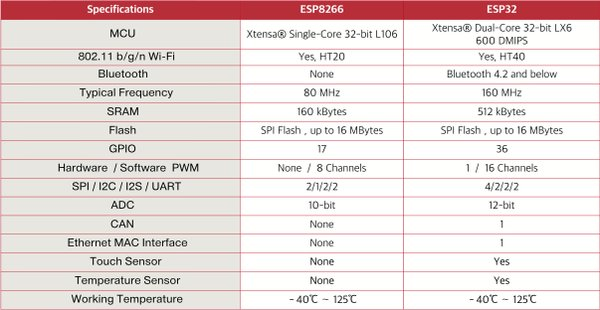 Specifications ESP8266 ESP32
MCU Xtensa® Single-Core 32-bit L106 Xtensa® Dual-Core 32-bit LX6
600 DMIPS
802.11 b/g/n Wi-Fi Yes, HT20 Yes, HT40
Bluetooth None Bluetooth 4.2 and below
Typical Frequency 80 MHz 160 MHz
SRAM 160 kBytes 512 kBytes
Flash SPI Flash , up to 16 MBytes SPI Flash , up to 16 MBytes
GPIO 17 36
Hardware / Software PWM None / 8 Channels 1 / 16 Channels
SPI / I2C / I2S / UART 2/1/2/2 4/2/2/2
ADC 10-bit 12-bit
CAN None 1
Ethernet MAC Interface None 1
Touch Sensor None Yes
Temperature Sensor None Yes
Working Temperature - 40℃ ~ 125℃ - 40℃ ~ 125℃